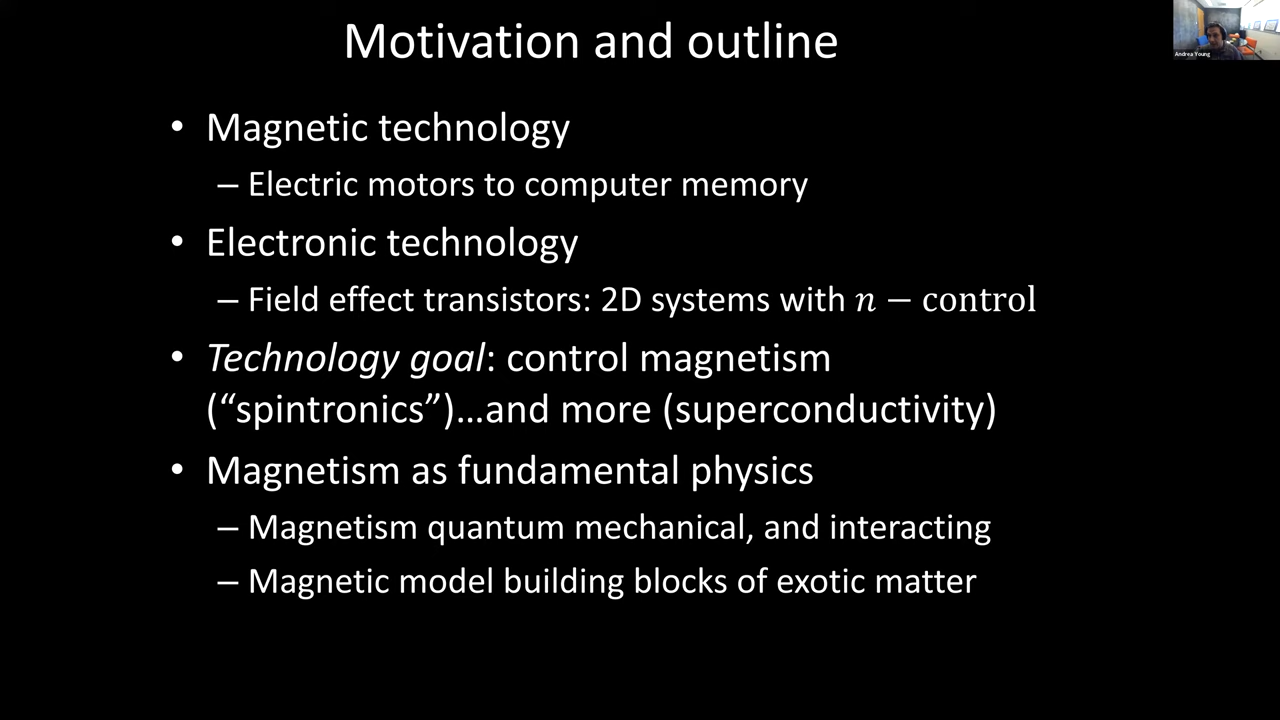 Motivation and outline
Andrea Young
• Magnetic technology
– Electric motors to computer memory
• Electronic technology
– Field effect transistors: 2D systems with n − control
• Technology goal: control magnetism
(“spintronics”)…and more (superconductivity)
• Magnetism as fundamental physics
– Magnetism quantum mechanical, and interacting
– Magnetic model building blocks of exotic matter